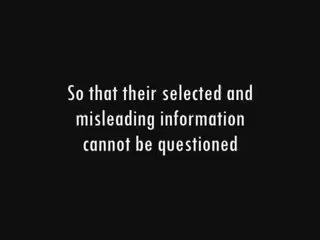 So that their selected and
misleading information
cannot be questioned